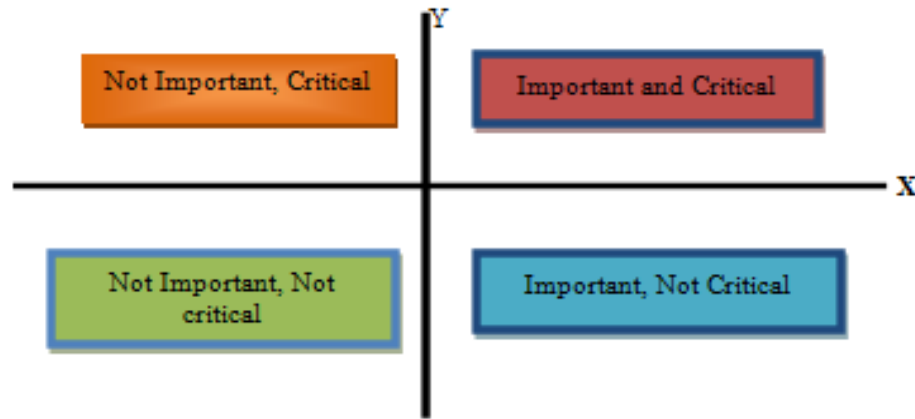 Y
Not Important, Critical
Important and Critical
X
Not Important, Not
critical
Important, Not Critical